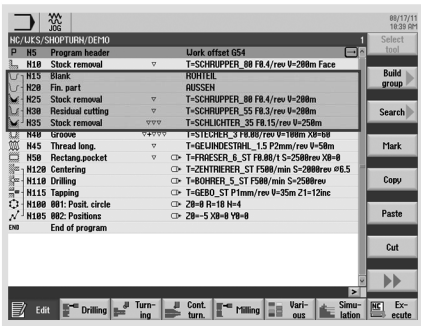 JOG
09/17/11
10:39 AM
NC/WKS/SHOPTURN/DEMO 1
Select tool
P N5 Program header Work offset G54
N10 Stock removal ▽ T=SCHRUPPER_80 F0.4/rev V=200m Face
N15 Blank ROHTEIL
N20 Fin. part AUSSEN
N25 Stock removal ▽ T=SCHRUPPER_80 F0.4/rev V=200m
N30 Residual cutting ▽ T=SCHRUPPER_55 F0.3/rev V=200m
N35 Stock removal ▽▽▽ T=SCHLICHTER_35 F0.15/rev V=250m
N40 Groove ▽+▽▽▽ T=STECHER_3 F0.08/rev V=180m X0=60
N45 Thread long. ▽ T=GEWINDESTAHL_1.5 P2mm/rev V=50m
N50 Rectang.pocket ▽ T=FRAESER_6_ST F0.08/t S=2500rev X0=0
N120 Centering T=ZENTRIERER_ST F500/min S=2000rev ø6.5
N110 Drilling T=BOHRER_5_ST F500/min S=2500rev
N115 Tapping T=GEBO_ST P1mm/rev V=35m Z1=12inc
N100 001: Posit. circle Z0=0 R=18 N=4
N105 002: Positions Z0=-5 X0=0 Y0=0
END End of program
Build group
Search
Mark
Copy
Paste
Cut
Edit
Drilling
Turn-
ing
Cont.
turn.
Milling
Vari-
ous
Simu-
lation
NC Ex-
ecute